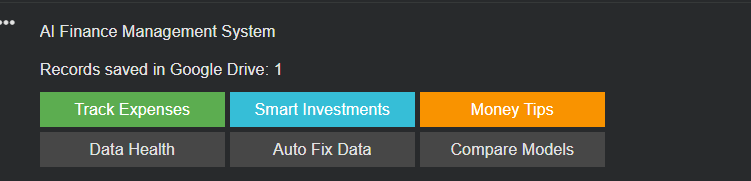 AI Finance Management System
Records saved in Google Drive: 1
Track Expenses Smart Investments Money Tips
Data Health Auto Fix Data Compare Models